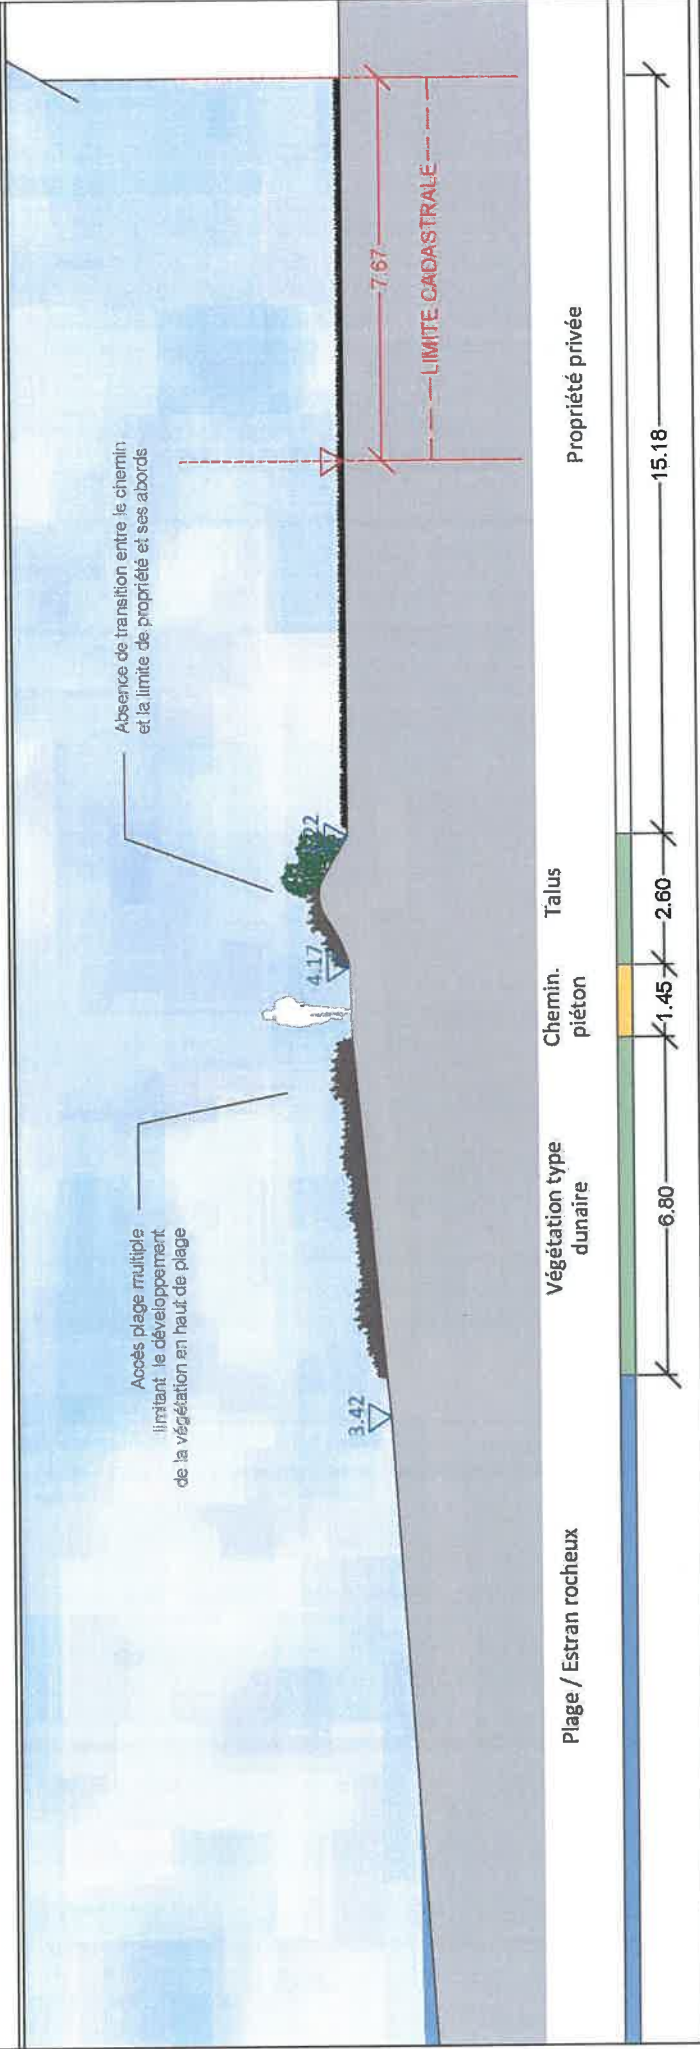 Accès plage multiple
limitant le développement
de la végétation en haut de plage
Absence de transition entre le chemin
et la limite de propriété et ses abords
3.42
4.17
7.67
LIMITE CADASTRALE
Plage / Estran rocheux
Végétation type
dunaire
Chemin.
piéton
Talus
Propriété privée
6.80
1.45
2.60
15.18